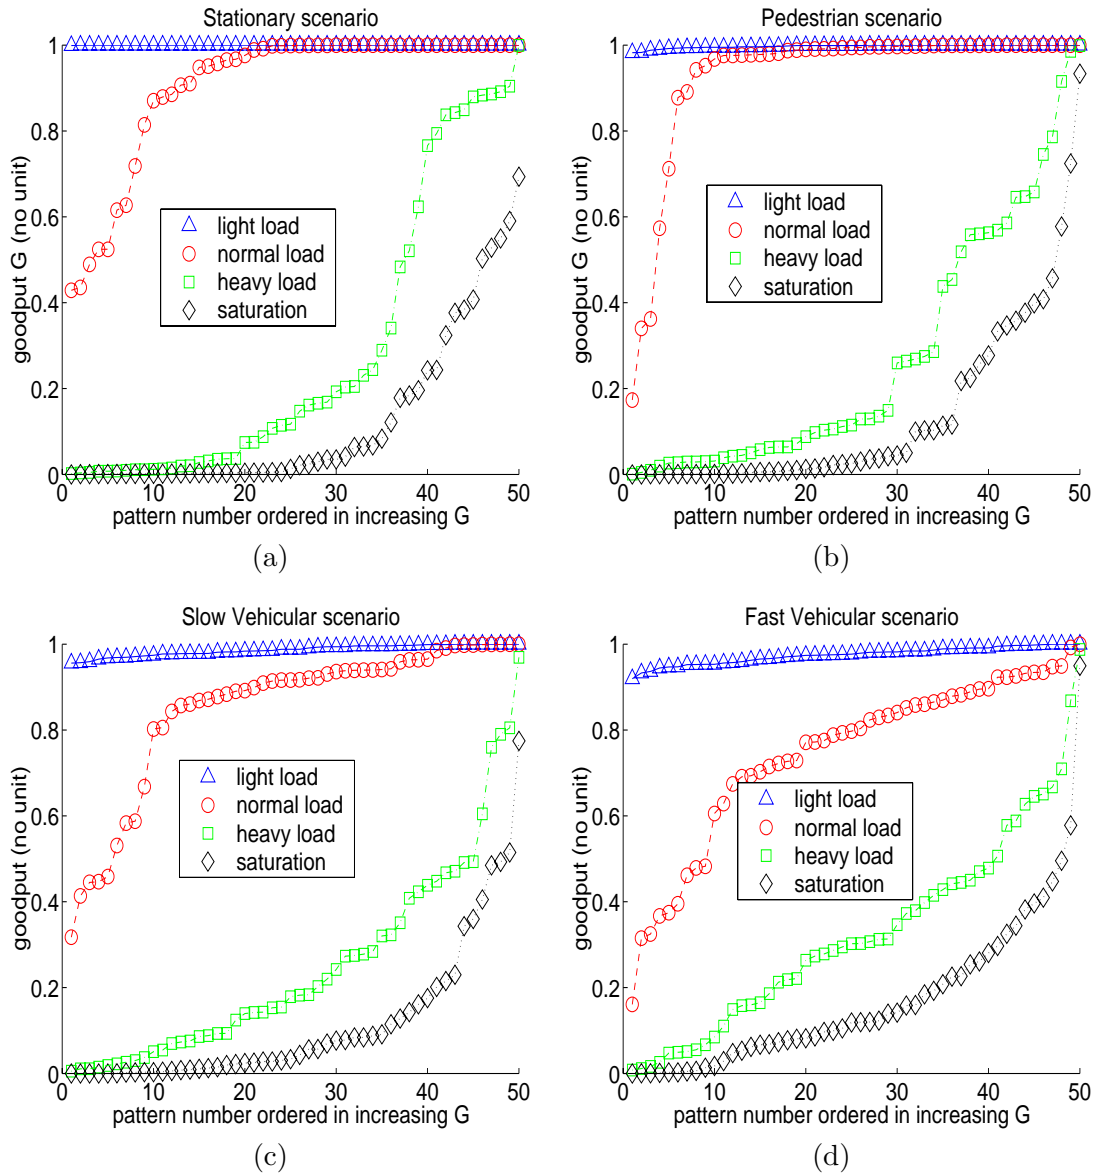 Stationary scenario
1
0.8
0.6
0.4
0.2
0
goodput G (no unit)
light load
normal load
heavy load
saturation
0 10 20 30 40 50
pattern number ordered in increasing G
(a)
Pedestrian scenario
1
0.8
0.6
0.4
0.2
0
goodput G (no unit)
light load
normal load
heavy load
saturation
0 10 20 30 40 50
pattern number ordered in increasing G
(b)
Slow Vehicular scenario
1
0.8
0.6
0.4
0.2
0
goodput (no unit)
light load
normal load
heavy load
saturation
0 10 20 30 40 50
pattern number ordered in increasing G
(c)
Fast Vehicular scenario
1
0.8
0.6
0.4
0.2
0
goodput (no unit)
light load
normal load
heavy load
saturation
0 10 20 30 40 50
pattern number ordered in increasing G
(d)